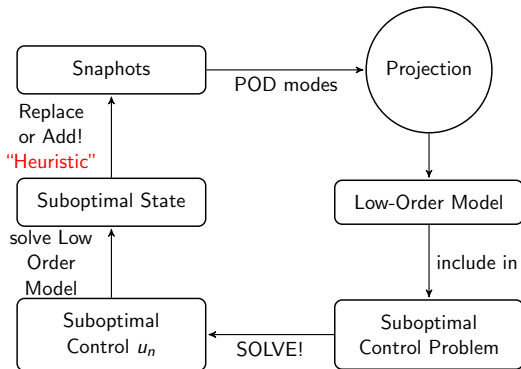 Snaphots
POD modes
Projection
Replace
or Add!
"Heuristic"
Suboptimal State
Low-Order Model
solve Low
Order
Model
include in
Suboptimal
Control uₙ
SOLVE!
Suboptimal
Control Problem